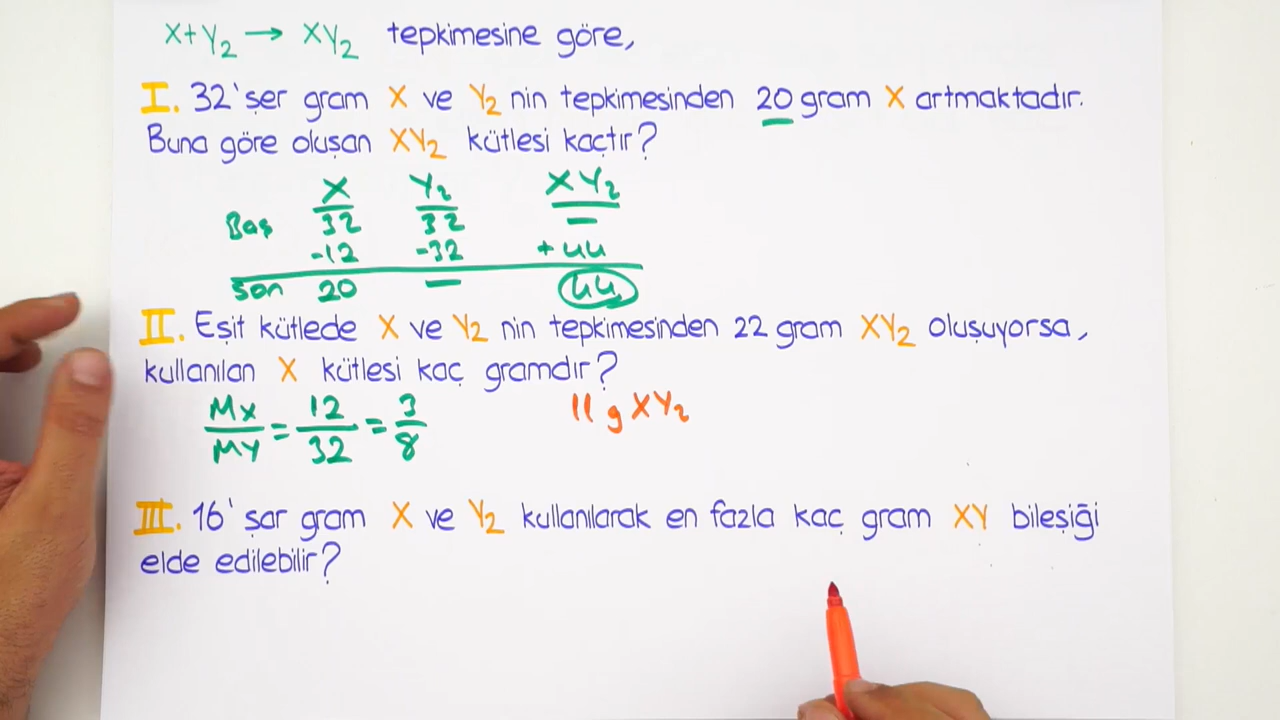 X+Y₂ → XY₂ tepkimesine göre,
I. 32'şer gram X ve Y₂ nin tepkimesinden 20 gram X artmaktadır.
Buna göre oluşan XY₂ kütlesi kaçtır?
X Y₂ XY₂
Baş 32 32 —
-12 -32 +44
Son 20 — 44
II. Eşit kütlede X ve Y₂ nin tepkimesinden 22 gram XY₂ oluşuyorsa,
kullanılan X kütlesi kaç gramdır?
Mx/My = 12/32 = 3/8 11 g XY₂
III. 16'şar gram X ve Y₂ kullanılarak en fazla kaç gram XY bileşiği
elde edilebilir?